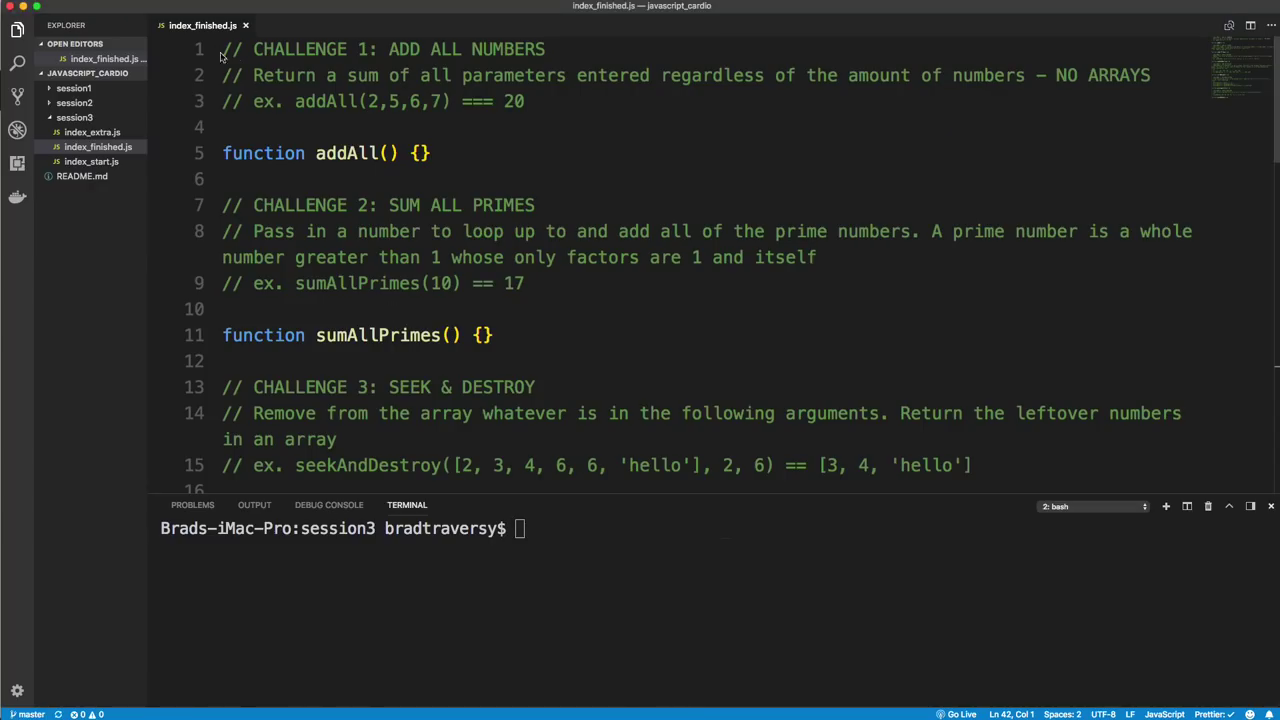 index_finished.js — javascript_cardio
EXPLORER
OPEN EDITORS
index_finished.js ...
JAVASCRIPT_CARDIO
session1
session2
session3
JS index_extra.js
JS index_finished.js
JS index_start.js
README.md
JS index_finished.js ×
1 // CHALLENGE 1: ADD ALL NUMBERS
2 // Return a sum of all parameters entered regardless of the amount of numbers - NO ARRAYS
3 // ex. addAll(2,5,6,7) === 20
4
5 function addAll() {}
6
7 // CHALLENGE 2: SUM ALL PRIMES
8 // Pass in a number to loop up to and add all of the prime numbers. A prime number is a whole
number greater than 1 whose only factors are 1 and itself
9 // ex. sumAllPrimes(10) == 17
10
11 function sumAllPrimes() {}
12
13 // CHALLENGE 3: SEEK & DESTROY
14 // Remove from the array whatever is in the following arguments. Return the leftover numbers
in an array
15 // ex. seekAndDestroy([2, 3, 4, 6, 6, 'hello'], 2, 6) == [3, 4, 'hello']
16
PROBLEMS OUTPUT DEBUG CONSOLE TERMINAL 2: bash
Brads-iMac-Pro:session3 bradtraversy$
master 0 0 Go Live Ln 42, Col 1 Spaces: 2 UTF-8 LF JavaScript Prettier: ✓